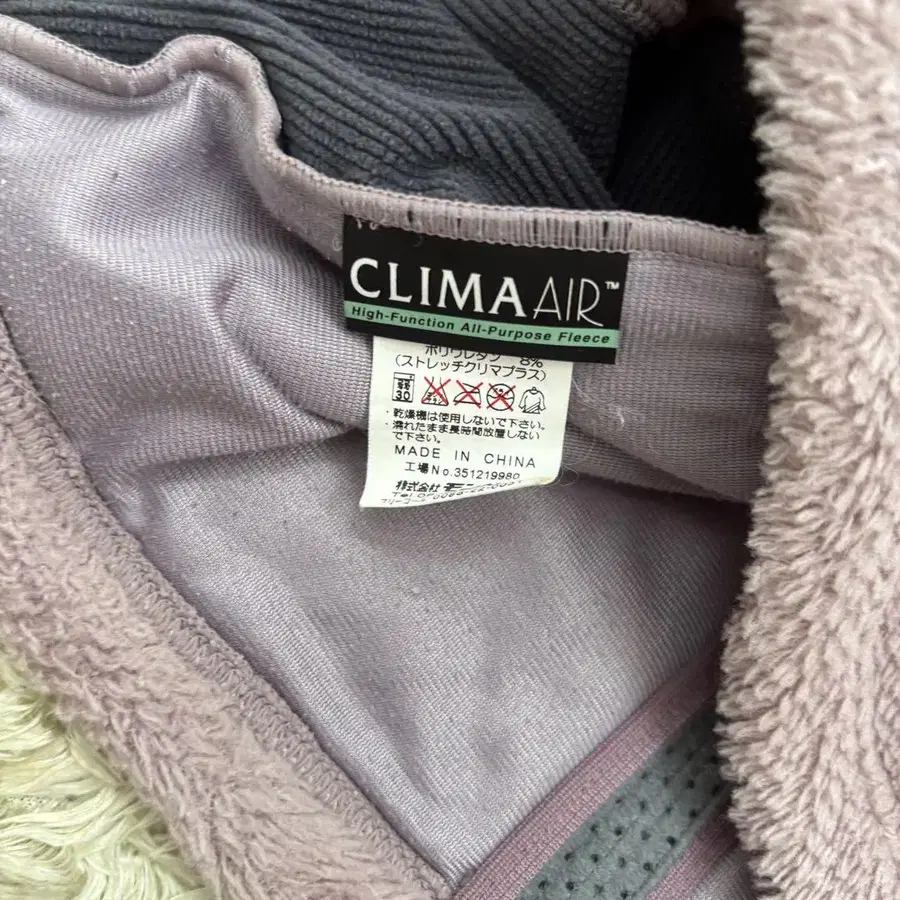 CLIMA AIR™
High-Function All-Purpose Fleece
ポリウレタン 8%
(ストレッチクリマプラス)
30
・乾燥機は使用しないで下さい。
・濡れたまま長時間放置しない
で下さい。
MADE IN CHINA
工場No.351219980
株式会社